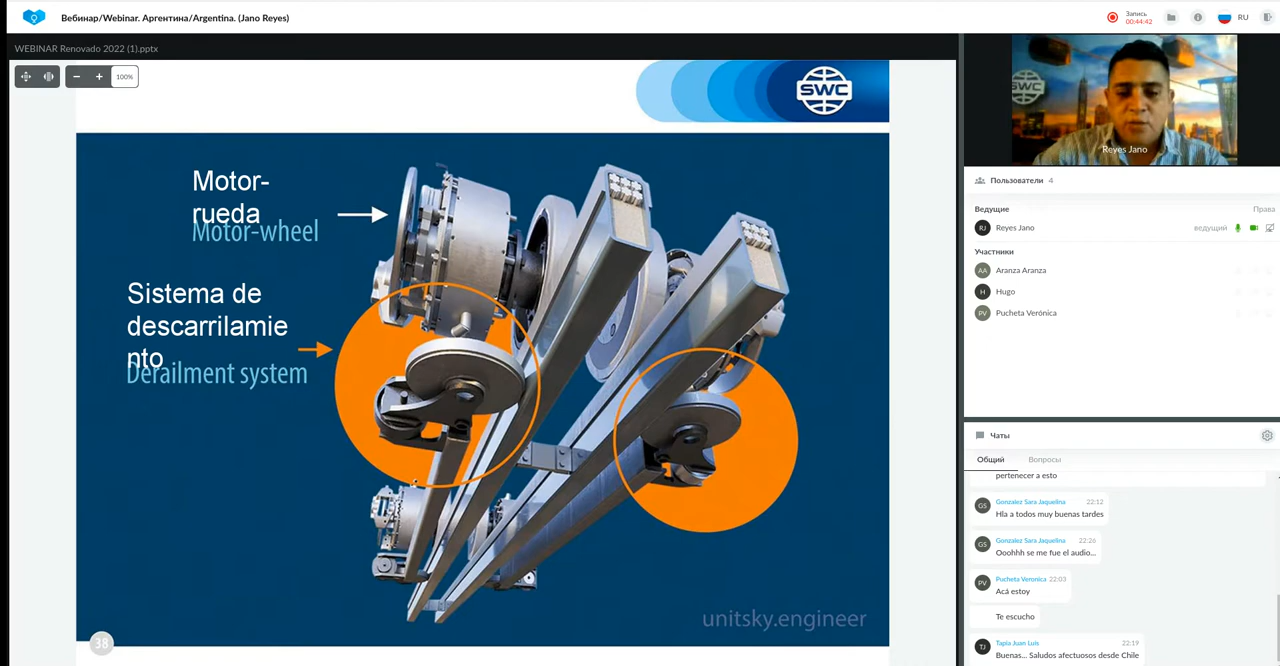 Вебинар/Webinar. Аргентина/Argentina. (Jano Reyes)
Запись
00:44:42
RU
WEBINAR Renovado 2022 (1).pptx
100%
SWC
Motor-
rueda
Motor-wheel
Sistema de
descarrilamie
nto
Derailment system
unitsky.engineer
38
SWC
Reyes Jano
Пользователи 4
Ведущие
Права
RJ
Reyes Jano
ведущий
Участники
AA
Aranza Aranza
H
Hugo
PV
Pucheta Verónica
Чаты
Общий
Вопросы
pertenecer a esto
GS
Gonzalez Sara Jaquelina 22:12
Hla a todos muy buenas tardes
GS
Gonzalez Sara Jaquelina 22:26
Ooohhh se me fue el audio...
PV
Pucheta Veronica 22:03
Acá estoy
Te escucho
TJ
Tapia Juan Luis 22:19
Buenas... Saludos afectuosos desde Chile